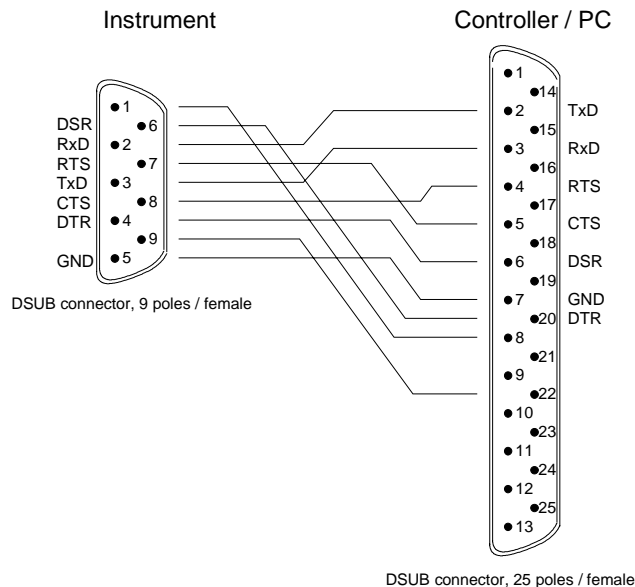 Instrument
Controller / PC
1
DSR 6
RxD 2
RTS 7
TxD 3
CTS 8
DTR 4
9
GND 5
DSUB connector, 9 poles / female
1
14
2 TxD
15
3 RxD
16
4 RTS
17
5 CTS
18
6 DSR
19
7 GND
20 DTR
8
21
9
22
10
23
11
24
12
25
13
DSUB connector, 25 poles / female